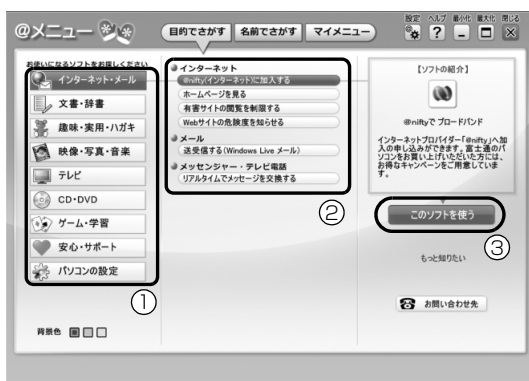 @メニュー
目的でさがす 名前でさがす マイメニュー
設定 ヘルプ 最小化 最大化 閉じる
お使いになるソフトをお探しください
インターネット・メール
文書・辞書
趣味・実用・ハガキ
映像・写真・音楽
テレビ
CD・DVD
ゲーム・学習
安心・サポート
パソコンの設定
①
背景色
インターネット
@nifty(インターネット)に加入する
ホームページを見る
有害サイトの閲覧を制限する
Webサイトの危険度を知らせる
メール
送受信する(Windows Live メール)
メッセンジャー・テレビ電話
リアルタイムでメッセージを交換する
②
【ソフトの紹介】
@niftyで ブロードバンド
インターネットプロバイダー「@nifty」へ加
入の申し込みができます。富士通のパ
ソコンをお買い上げいただいた方には、
お得なキャンペーンをご用意していま
す。
このソフトを使う
③
もっと知りたい
お問い合わせ先